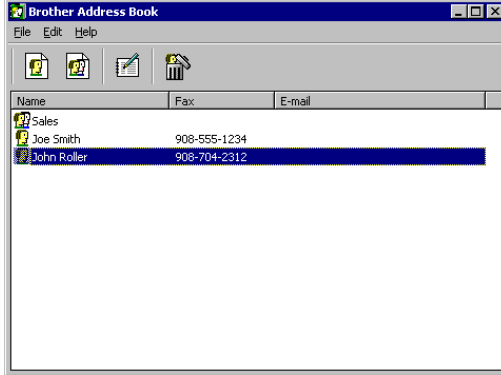 Brother Address Book
File Edit Help
Name Fax E-mail
Sales
Joe Smith 908-555-1234
John Roller 908-704-2312